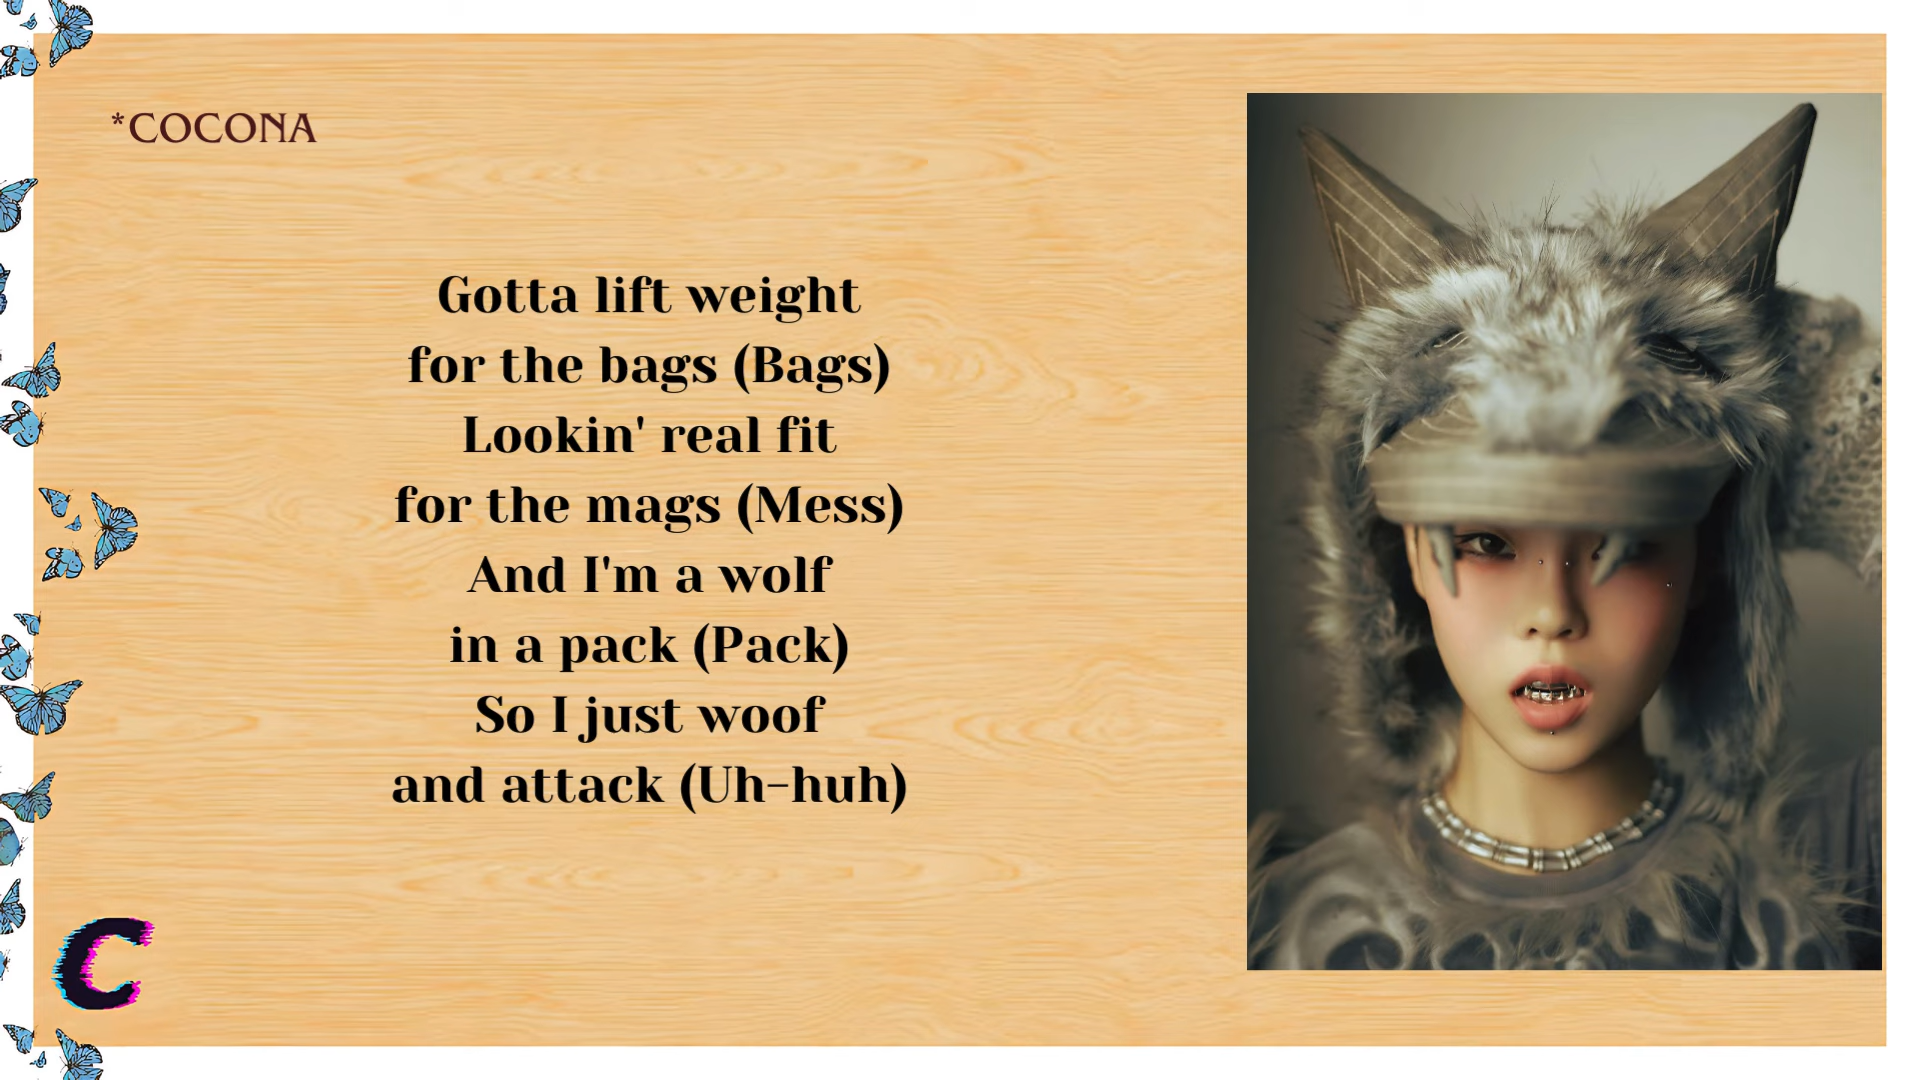 *COCONA
Gotta lift weight
for the bags (Bags)
Lookin' real fit
for the mags (Mess)
And I'm a wolf
in a pack (Pack)
So I just woof
and attack (Uh-huh)
C